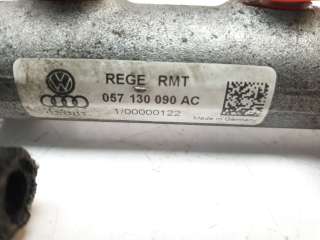 REGE RMT
057 130 090 AC
1/00000122
Made in Germany